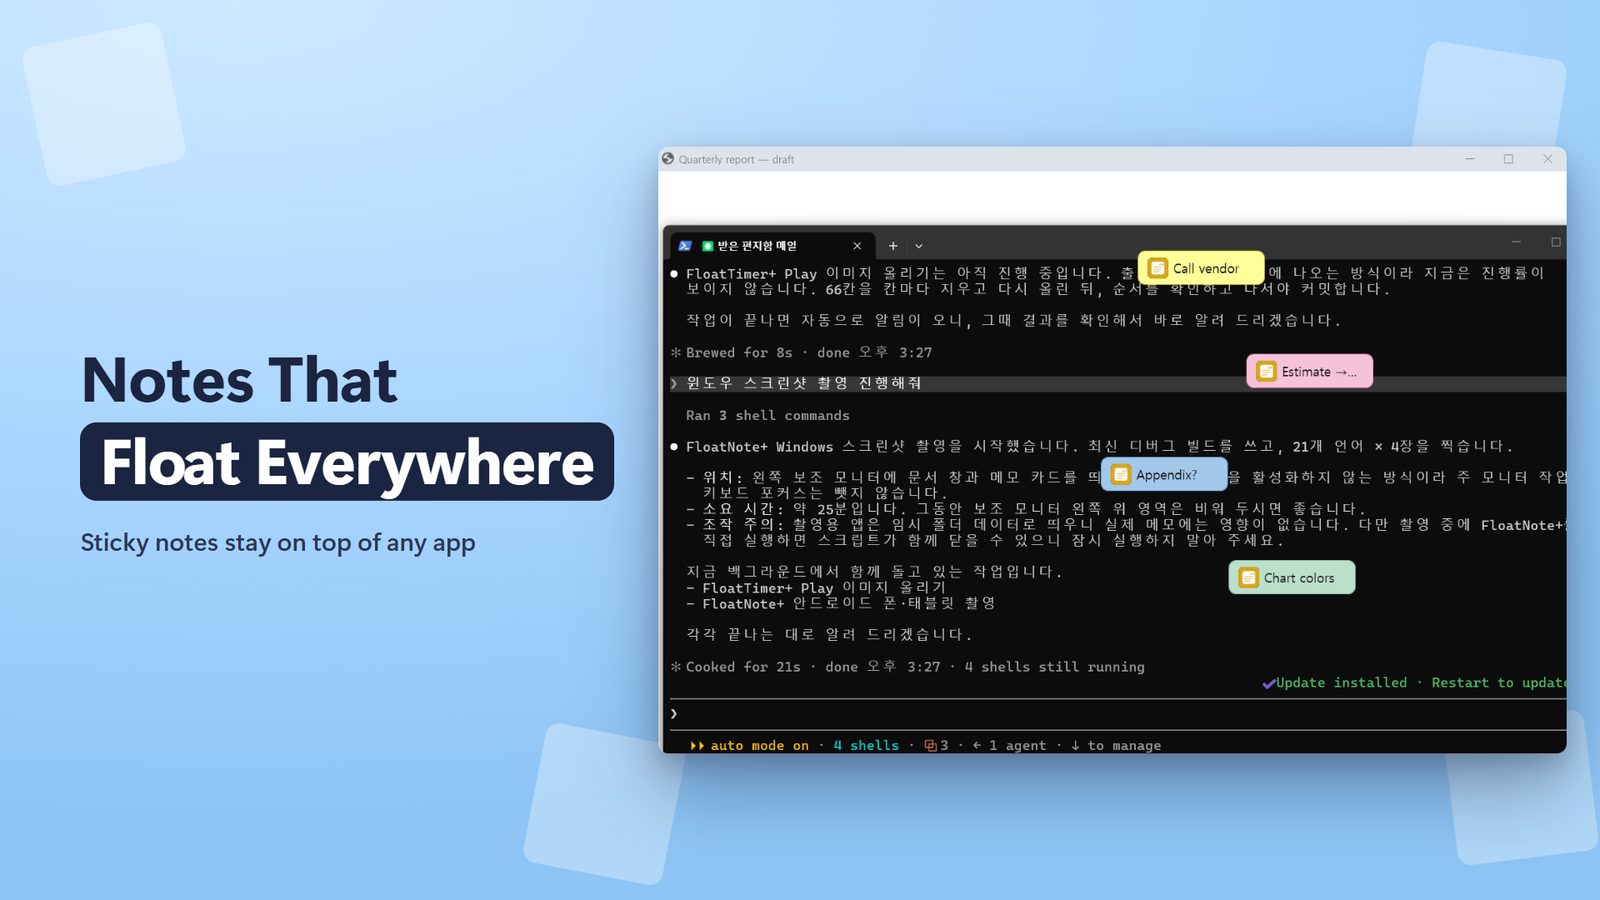 Notes That
Float Everywhere
Sticky notes stay on top of any app
Quarterly report — draft
받은 편지함 메일
FloatTimer+ Play 이미지 올리기는 아직 진행 중입니다. 출
Call vendor
에 나오는 방식이라 지금은 진행률이
보이지 않습니다. 66칸을 칸마다 지우고 다시 올린 뒤, 순서를 확인하고 나서야 커밋합니다.
작업이 끝나면 자동으로 알림이 오니, 그때 결과를 확인해서 바로 알려 드리겠습니다.
✻ Brewed for 8s · done 오후 3:27
Estimate →…
❯ 윈도우 스크린샷 촬영 진행해줘
Ran 3 shell commands
● FloatNote+ Windows 스크린샷 촬영을 시작했습니다. 최신 디버그 빌드를 쓰고, 21개 언어 × 4장을 찍습니다.
- 위치: 왼쪽 보조 모니터에 문서 창과 메모 카드를 띄
Appendix?
을 활성화하지 않는 방식이라 주 모니터 작업
키보드 포커스는 뺏지 않습니다.
- 소요 시간: 약 25분입니다. 그동안 보조 모니터 왼쪽 위 영역은 비워 두시면 좋습니다.
- 조작 주의: 촬영용 앱은 임시 폴더 데이터로 띄우니 실제 메모에는 영향이 없습니다. 다만 촬영 중에 FloatNote+
직접 실행하면 스크립트가 함께 닫을 수 있으니 잠시 실행하지 말아 주세요.
지금 백그라운드에서 함께 돌고 있는 작업입니다.
Chart colors
- FloatTimer+ Play 이미지 올리기
- FloatNote+ 안드로이드 폰·태블릿 촬영
각각 끝나는 대로 알려 드리겠습니다.
✻ Cooked for 21s · done 오후 3:27 · 4 shells still running
✔Update installed · Restart to update
❯
⏵⏵ auto mode on · 4 shells · 3 · ← 1 agent · ↓ to manage